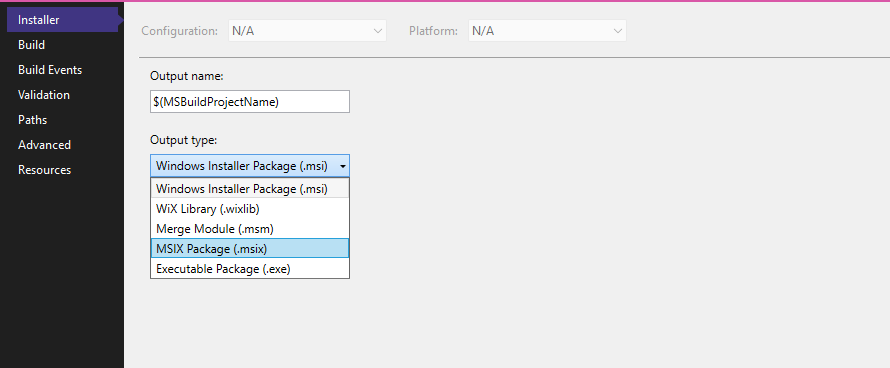 Installer
Build
Build Events
Validation
Paths
Advanced
Resources
Configuration: N/A Platform: N/A
Output name:
$(MSBuildProjectName)
Output type:
Windows Installer Package (.msi)
Windows Installer Package (.msi)
WiX Library (.wixlib)
Merge Module (.msm)
MSIX Package (.msix)
Executable Package (.exe)